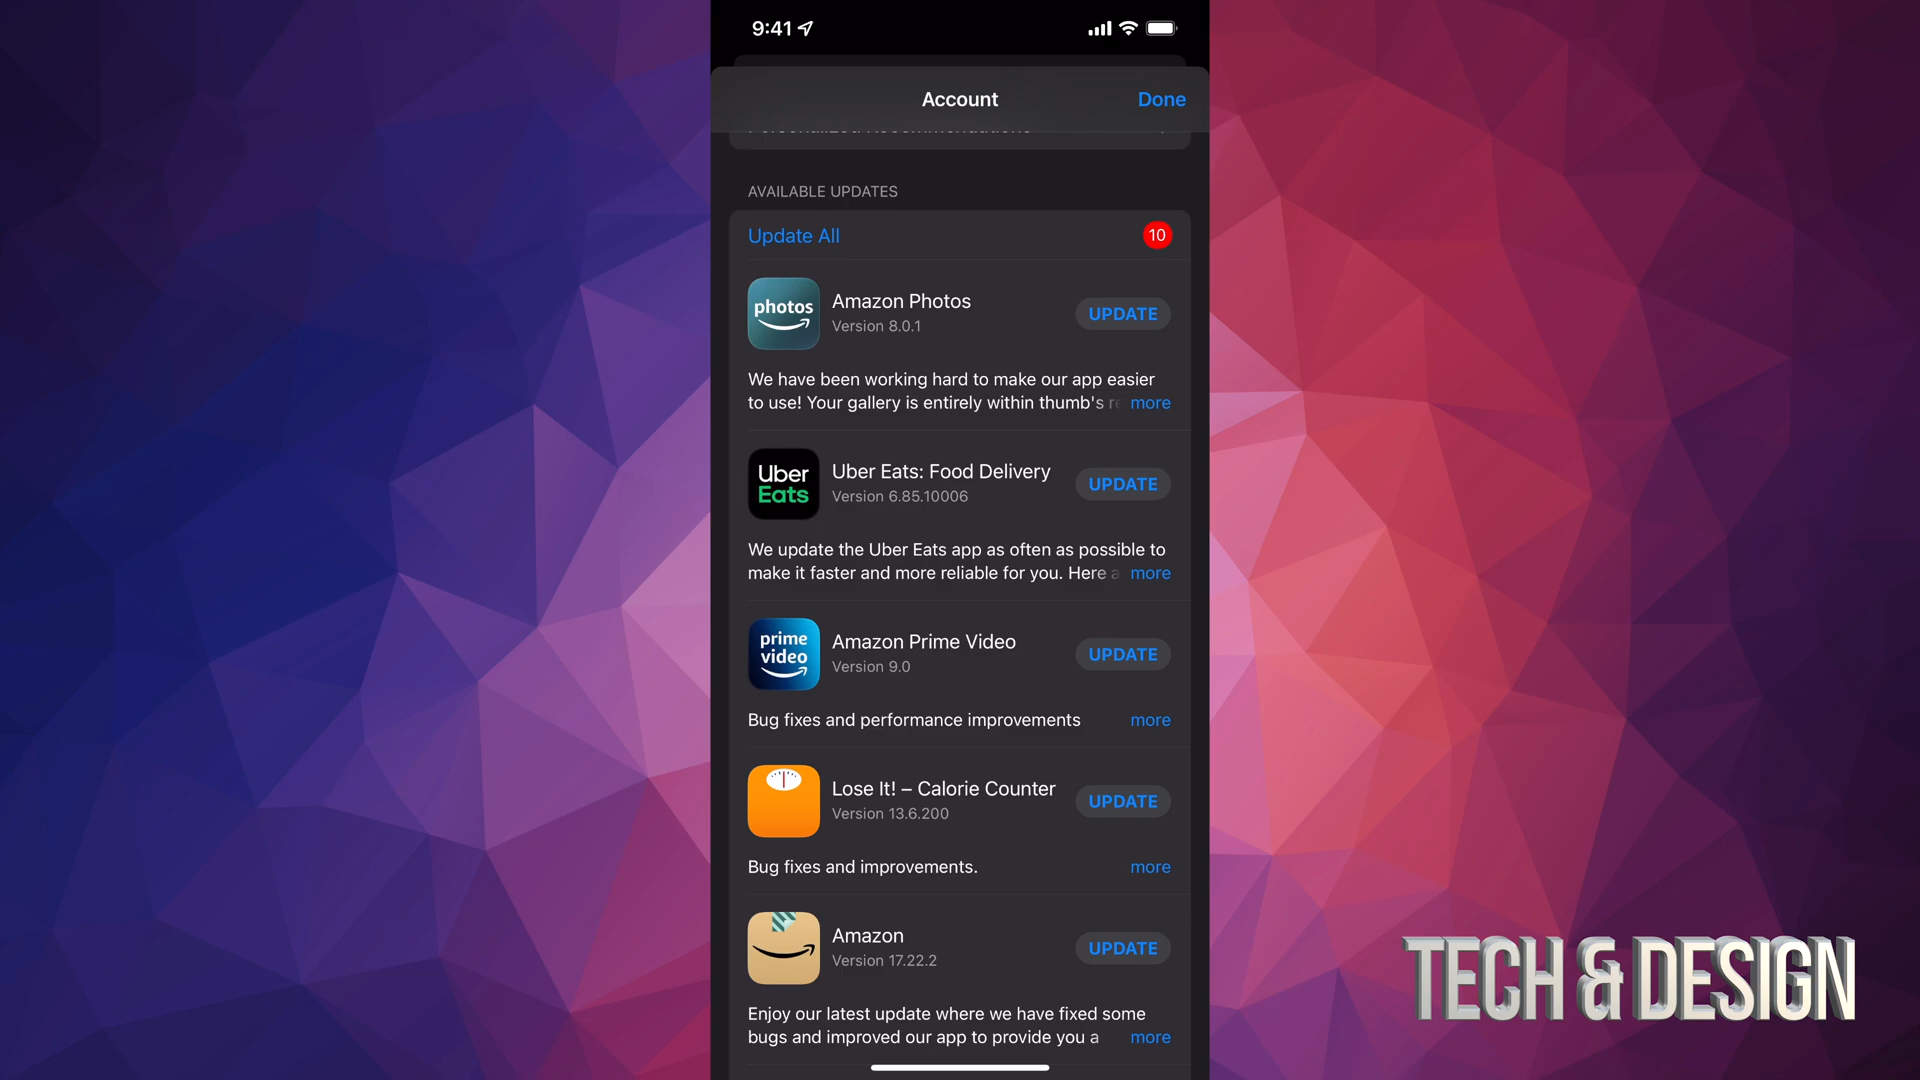 9:41
Account
Done
Personalized Recommendations
AVAILABLE UPDATES
Update All
10
photos
Amazon Photos
Version 8.0.1
UPDATE
We have been working hard to make our app easier
to use! Your gallery is entirely within thumb's
more
Uber
Eats
Uber Eats: Food Delivery
Version 6.85.10006
UPDATE
We update the Uber Eats app as often as possible to
make it faster and more reliable for you. Here a
more
prime
video
Amazon Prime Video
Version 9.0
UPDATE
Bug fixes and performance improvements
more
Lose It! – Calorie Counter
Version 13.6.200
UPDATE
Bug fixes and improvements.
more
Amazon
Version 17.22.2
UPDATE
Enjoy our latest update where we have fixed some
bugs and improved our app to provide you a
more
TECH & DESIGN